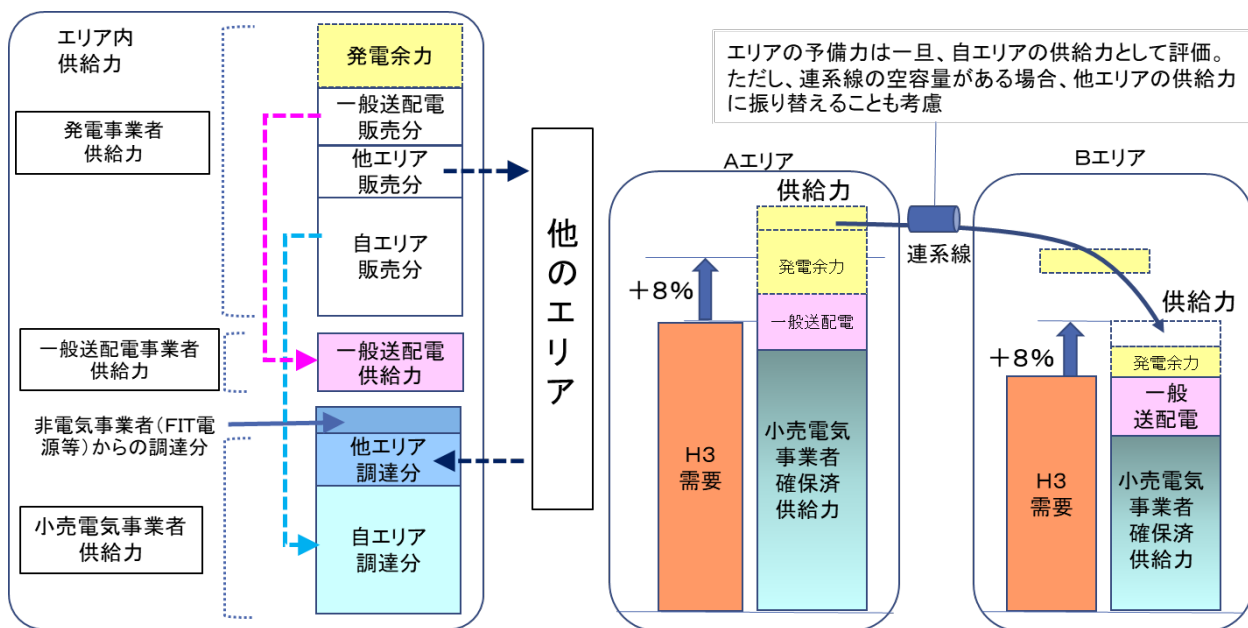 エリア内
供給力
発電事業者
供給力
一般送配電事業者
供給力
非電気事業者(FIT電
源等)からの調達分
小売電気事業者
供給力
発電余力
一般送配電
販売分
他エリア
販売分
自エリア
販売分
一般送配電
供給力
他エリア
調達分
自エリア
調達分
他のエリア
エリアの予備力は一旦、自エリアの供給力として評価。
ただし、連系線の空容量がある場合、他エリアの供給力
に振り替えることも考慮
Aエリア
供給力
発電余力
+8%
一般送配電
H3
需要
小売電気
事業者
確保済
供給力
連系線
Bエリア
供給力
+8%
発電余力
一般
送配電
H3
需要
小売電気
事業者
確保済
供給力